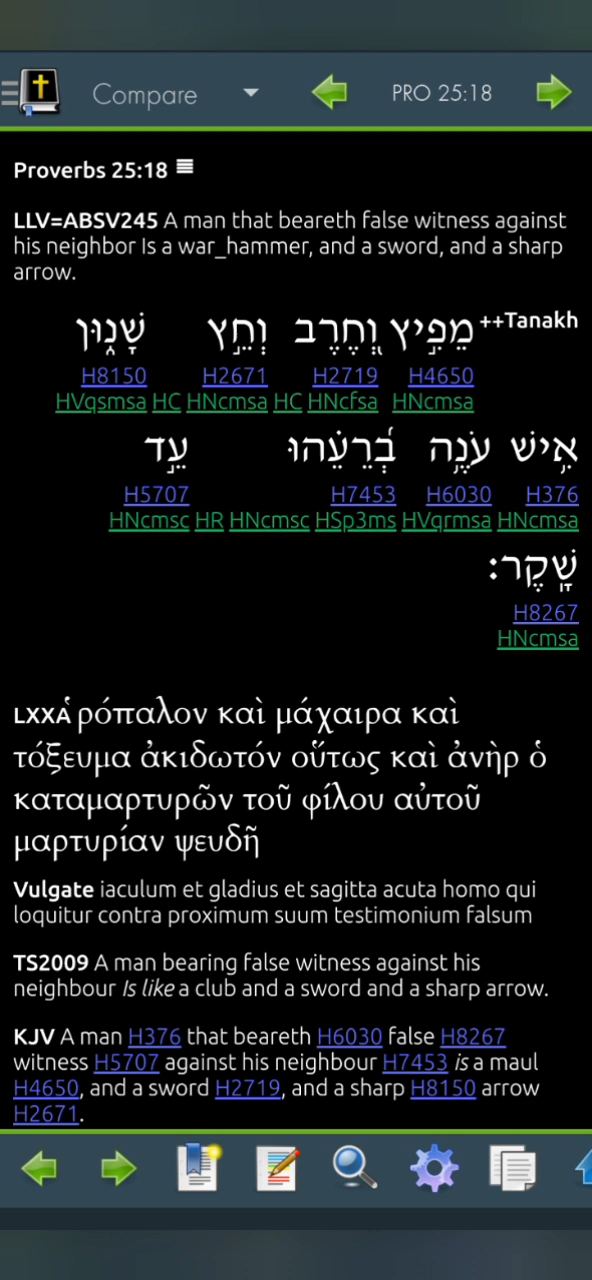 Compare
PRO 25:18
Proverbs 25:18
LLV=ABSV245 A man that beareth false witness against
his neighbor Is a war_hammer, and a sword, and a sharp
arrow.
++Tanakh מֵפִ֣יץ וְ֭חֶרֶב וְחֵ֣ץ שָׁנ֑וּן
H4650 H2719 H2671 H8150
HVqsmsa HC HNcmsa HC HNcfsa HNcmsa
אִ֥ישׁ עֹנֶ֥ה בְ֝רֵעֵ֗הוּ עֵ֣ד
H376 H6030 H7453 H5707
HNcmsc HR HNcmsc HSp3ms HVqrmsa HNcmsa
שָֽׁקֶר׃
H8267
HNcmsa
LXXA ῥόπαλον καὶ μάχαιρα καὶ
τόξευμα ἀκιδωτόν οὕτως καὶ ἀνὴρ ὁ
καταμαρτυρῶν τοῦ φίλου αὐτοῦ
μαρτυρίαν ψευδῆ
Vulgate iaculum et gladius et sagitta acuta homo qui
loquitur contra proximum suum testimonium falsum
TS2009 A man bearing false witness against his
neighbour Is like a club and a sword and a sharp arrow.
KJV A man H376 that beareth H6030 false H8267
witness H5707 against his neighbour H7453 is a maul
H4650, and a sword H2719, and a sharp H8150 arrow
H2671.